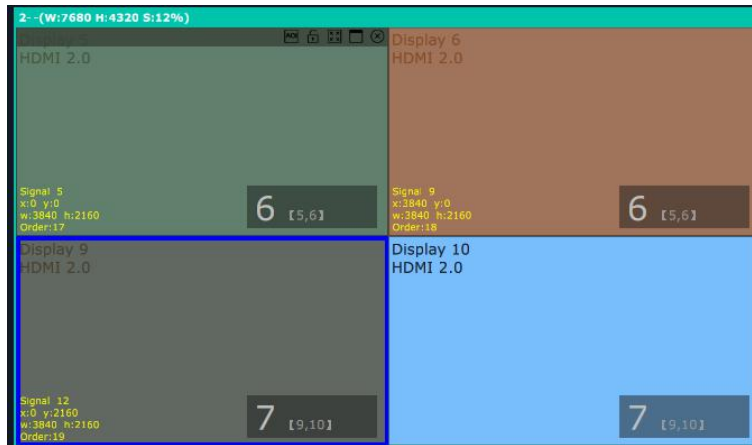 2--(W:7680 H:4320 S:12%)
Display 5
HDMI 2.0
Signal 5
x:0 y:0
w:3840 h:2160
Order:17
6 【5,6】
Display 6
HDMI 2.0
Signal 9
x:3840 y:0
w:3840 h:2160
Order:18
6 【5,6】
Display 9
HDMI 2.0
Signal 12
x:0 y:2160
w:3840 h:2160
Order:19
7 【9,10】
Display 10
HDMI 2.0
7 【9,10】